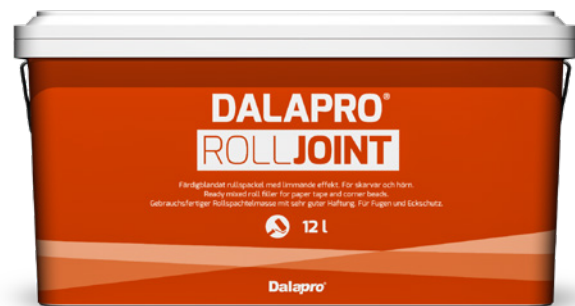 DALAPRO®
ROLLJOINT
Färdigblandat rullspackel med limmande effekt. För skarvar och hörn.
Ready mixed roll filler for paper tape and corner beads.
Gebrauchsfertiger Rollspachtelmasse mit sehr guter Haftung. Für Fugen und Eckschutz.
12 l
Dalapro®